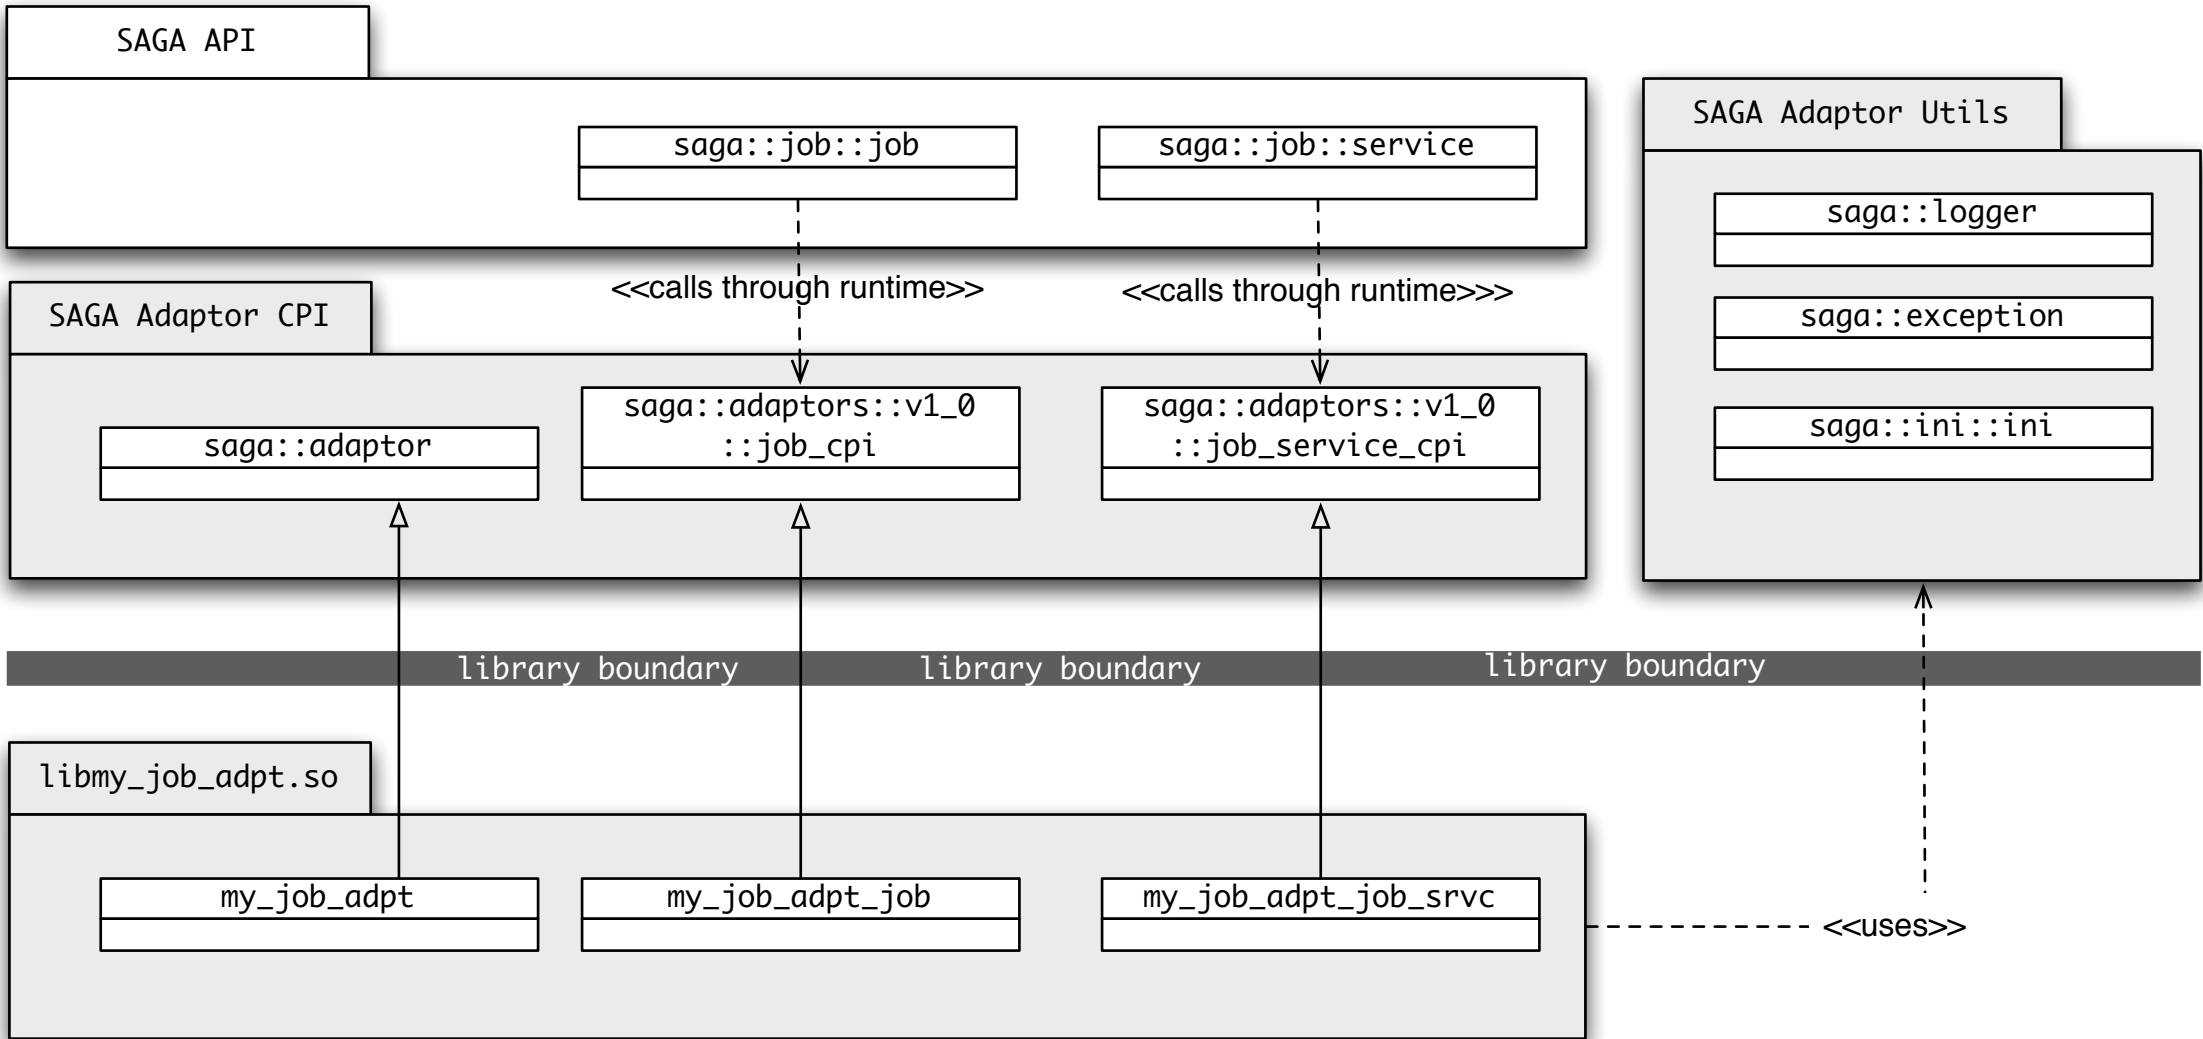 SAGA API
saga::job::job
saga::job::service
SAGA Adaptor Utils
saga::logger
saga::exception
saga::ini::ini
<<calls through runtime>>
<<calls through runtime>>>
SAGA Adaptor CPI
saga::adaptor
saga::adaptors::v1_0
::job_cpi
saga::adaptors::v1_0
::job_service_cpi
library boundary
library boundary
library boundary
libmy_job_adpt.so
my_job_adpt
my_job_adpt_job
my_job_adpt_job_srvc
<<uses>>